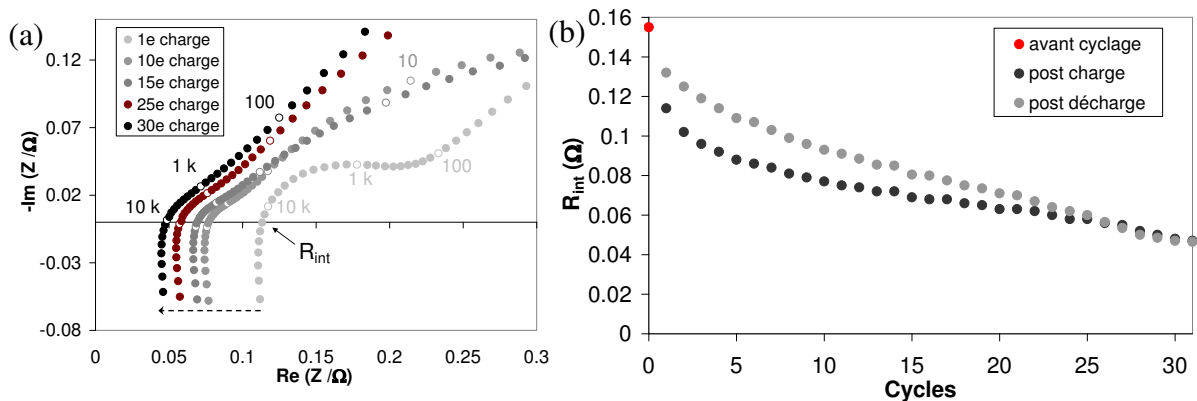 (a)
0.12
0.07
0.02
-0.03
-0.08
-Im (Z /Ω)
1e charge
10e charge
15e charge
25e charge
30e charge
100
10
1 k
1 k
100
10 k
10 k
R_int
0
0.05
0.1
0.15
0.2
0.25
0.3
Re (Z /Ω)
(b)
0.16
0.14
0.12
0.10
0.08
0.06
0.04
0.02
0
R_int (Ω)
avant cyclage
post charge
post décharge
0
5
10
15
20
25
30
Cycles